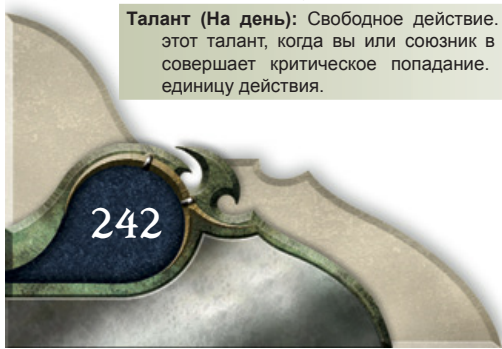 Талант (На день): Свободное действие.
этот талант, когда вы или союзник в
совершает критическое попадание.
единицу действия.
242